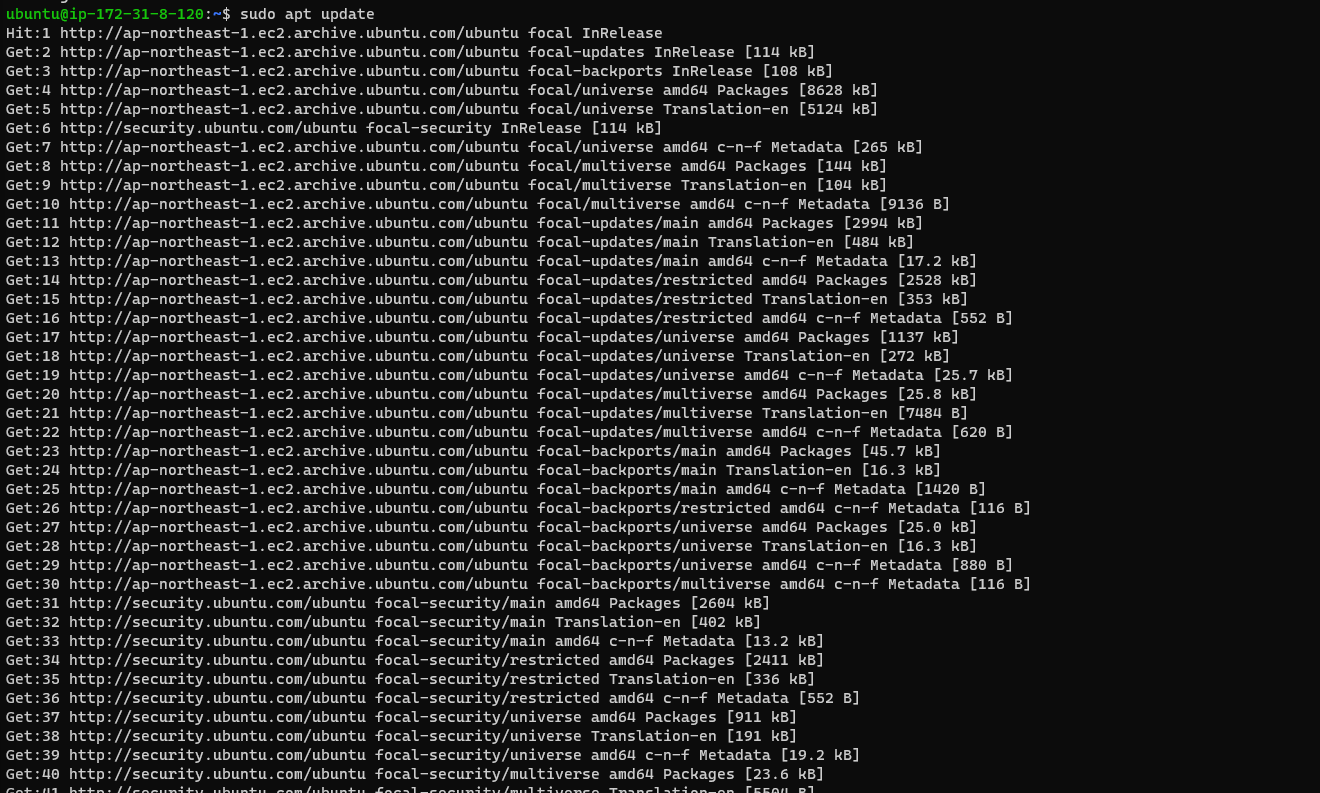 ubuntu@ip-172-31-8-120:~$ sudo apt update
Hit:1 http://ap-northeast-1.ec2.archive.ubuntu.com/ubuntu focal InRelease
Get:2 http://ap-northeast-1.ec2.archive.ubuntu.com/ubuntu focal-updates InRelease [114 kB]
Get:3 http://ap-northeast-1.ec2.archive.ubuntu.com/ubuntu focal-backports InRelease [108 kB]
Get:4 http://ap-northeast-1.ec2.archive.ubuntu.com/ubuntu focal/universe amd64 Packages [8628 kB]
Get:5 http://ap-northeast-1.ec2.archive.ubuntu.com/ubuntu focal/universe Translation-en [5124 kB]
Get:6 http://security.ubuntu.com/ubuntu focal-security InRelease [114 kB]
Get:7 http://ap-northeast-1.ec2.archive.ubuntu.com/ubuntu focal/universe amd64 c-n-f Metadata [265 kB]
Get:8 http://ap-northeast-1.ec2.archive.ubuntu.com/ubuntu focal/multiverse amd64 Packages [144 kB]
Get:9 http://ap-northeast-1.ec2.archive.ubuntu.com/ubuntu focal/multiverse Translation-en [104 kB]
Get:10 http://ap-northeast-1.ec2.archive.ubuntu.com/ubuntu focal/multiverse amd64 c-n-f Metadata [9136 B]
Get:11 http://ap-northeast-1.ec2.archive.ubuntu.com/ubuntu focal-updates/main amd64 Packages [2994 kB]
Get:12 http://ap-northeast-1.ec2.archive.ubuntu.com/ubuntu focal-updates/main Translation-en [484 kB]
Get:13 http://ap-northeast-1.ec2.archive.ubuntu.com/ubuntu focal-updates/main amd64 c-n-f Metadata [17.2 kB]
Get:14 http://ap-northeast-1.ec2.archive.ubuntu.com/ubuntu focal-updates/restricted amd64 Packages [2528 kB]
Get:15 http://ap-northeast-1.ec2.archive.ubuntu.com/ubuntu focal-updates/restricted Translation-en [353 kB]
Get:16 http://ap-northeast-1.ec2.archive.ubuntu.com/ubuntu focal-updates/restricted amd64 c-n-f Metadata [552 B]
Get:17 http://ap-northeast-1.ec2.archive.ubuntu.com/ubuntu focal-updates/universe amd64 Packages [1137 kB]
Get:18 http://ap-northeast-1.ec2.archive.ubuntu.com/ubuntu focal-updates/universe Translation-en [272 kB]
Get:19 http://ap-northeast-1.ec2.archive.ubuntu.com/ubuntu focal-updates/universe amd64 c-n-f Metadata [25.7 kB]
Get:20 http://ap-northeast-1.ec2.archive.ubuntu.com/ubuntu focal-updates/multiverse amd64 Packages [25.8 kB]
Get:21 http://ap-northeast-1.ec2.archive.ubuntu.com/ubuntu focal-updates/multiverse Translation-en [7484 B]
Get:22 http://ap-northeast-1.ec2.archive.ubuntu.com/ubuntu focal-updates/multiverse amd64 c-n-f Metadata [620 B]
Get:23 http://ap-northeast-1.ec2.archive.ubuntu.com/ubuntu focal-backports/main amd64 Packages [45.7 kB]
Get:24 http://ap-northeast-1.ec2.archive.ubuntu.com/ubuntu focal-backports/main Translation-en [16.3 kB]
Get:25 http://ap-northeast-1.ec2.archive.ubuntu.com/ubuntu focal-backports/main amd64 c-n-f Metadata [1420 B]
Get:26 http://ap-northeast-1.ec2.archive.ubuntu.com/ubuntu focal-backports/restricted amd64 c-n-f Metadata [116 B]
Get:27 http://ap-northeast-1.ec2.archive.ubuntu.com/ubuntu focal-backports/universe amd64 Packages [25.0 kB]
Get:28 http://ap-northeast-1.ec2.archive.ubuntu.com/ubuntu focal-backports/universe Translation-en [16.3 kB]
Get:29 http://ap-northeast-1.ec2.archive.ubuntu.com/ubuntu focal-backports/universe amd64 c-n-f Metadata [880 B]
Get:30 http://ap-northeast-1.ec2.archive.ubuntu.com/ubuntu focal-backports/multiverse amd64 c-n-f Metadata [116 B]
Get:31 http://security.ubuntu.com/ubuntu focal-security/main amd64 Packages [2604 kB]
Get:32 http://security.ubuntu.com/ubuntu focal-security/main Translation-en [402 kB]
Get:33 http://security.ubuntu.com/ubuntu focal-security/main amd64 c-n-f Metadata [13.2 kB]
Get:34 http://security.ubuntu.com/ubuntu focal-security/restricted amd64 Packages [2411 kB]
Get:35 http://security.ubuntu.com/ubuntu focal-security/restricted Translation-en [336 kB]
Get:36 http://security.ubuntu.com/ubuntu focal-security/restricted amd64 c-n-f Metadata [552 B]
Get:37 http://security.ubuntu.com/ubuntu focal-security/universe amd64 Packages [911 kB]
Get:38 http://security.ubuntu.com/ubuntu focal-security/universe Translation-en [191 kB]
Get:39 http://security.ubuntu.com/ubuntu focal-security/universe amd64 c-n-f Metadata [19.2 kB]
Get:40 http://security.ubuntu.com/ubuntu focal-security/multiverse amd64 Packages [23.6 kB]
Get:41 http://security.ubuntu.com/ubuntu focal-security/multiverse Translation-en